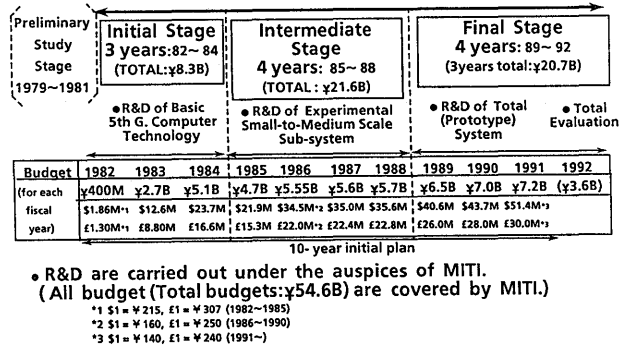 Preliminary
Study
Stage
1979~1981
Initial Stage
3 years:82~ 84
(TOTAL:¥8.3B)
Intermediate
Stage
4 years: 85~ 88
(TOTAL : ¥21.6B)
Final Stage
4 years: 89~ 92
(3years total:¥20.7B)
●R&D of Basic
5th G. Computer
Technology
●R&D of Experimental
Small-to-Medium Scale
Sub-system
●R&D of Total
(Prototype)
System
● Total
Evaluation
Budget 1982 1983 1984 1985 1986 1987 1988 1989 1990 1991 1992
(for each ¥400M ¥2.7B ¥5.1B ¥4.7B ¥5.55B ¥5.6B ¥5.7B ¥6.5B ¥7.0B ¥7.2B (¥3.6B)
fiscal $1.86M*1 $12.6M $23.7M $21.9M $34.5M*2 $35.0M $35.6M $40.6M $43.7M $51.4M*3
year) £1.30M*1 £8.80M £16.6M £15.3M £22.0M*2 £22.4M £22.8M £26.0M £28.0M £30.0M*3
10- year initial plan
● R&D are carried out under the auspices of MITI.
( All budget (Total budgets:¥54.6B) are covered by MITI.)
*1 $1 = ¥ 215, £1 = ¥ 307 (1982~1985)
*2 $1 = ¥ 160, £1 = ¥ 250 (1986~1990)
*3 $1 = ¥ 140, £1 = ¥ 240 (1991~)